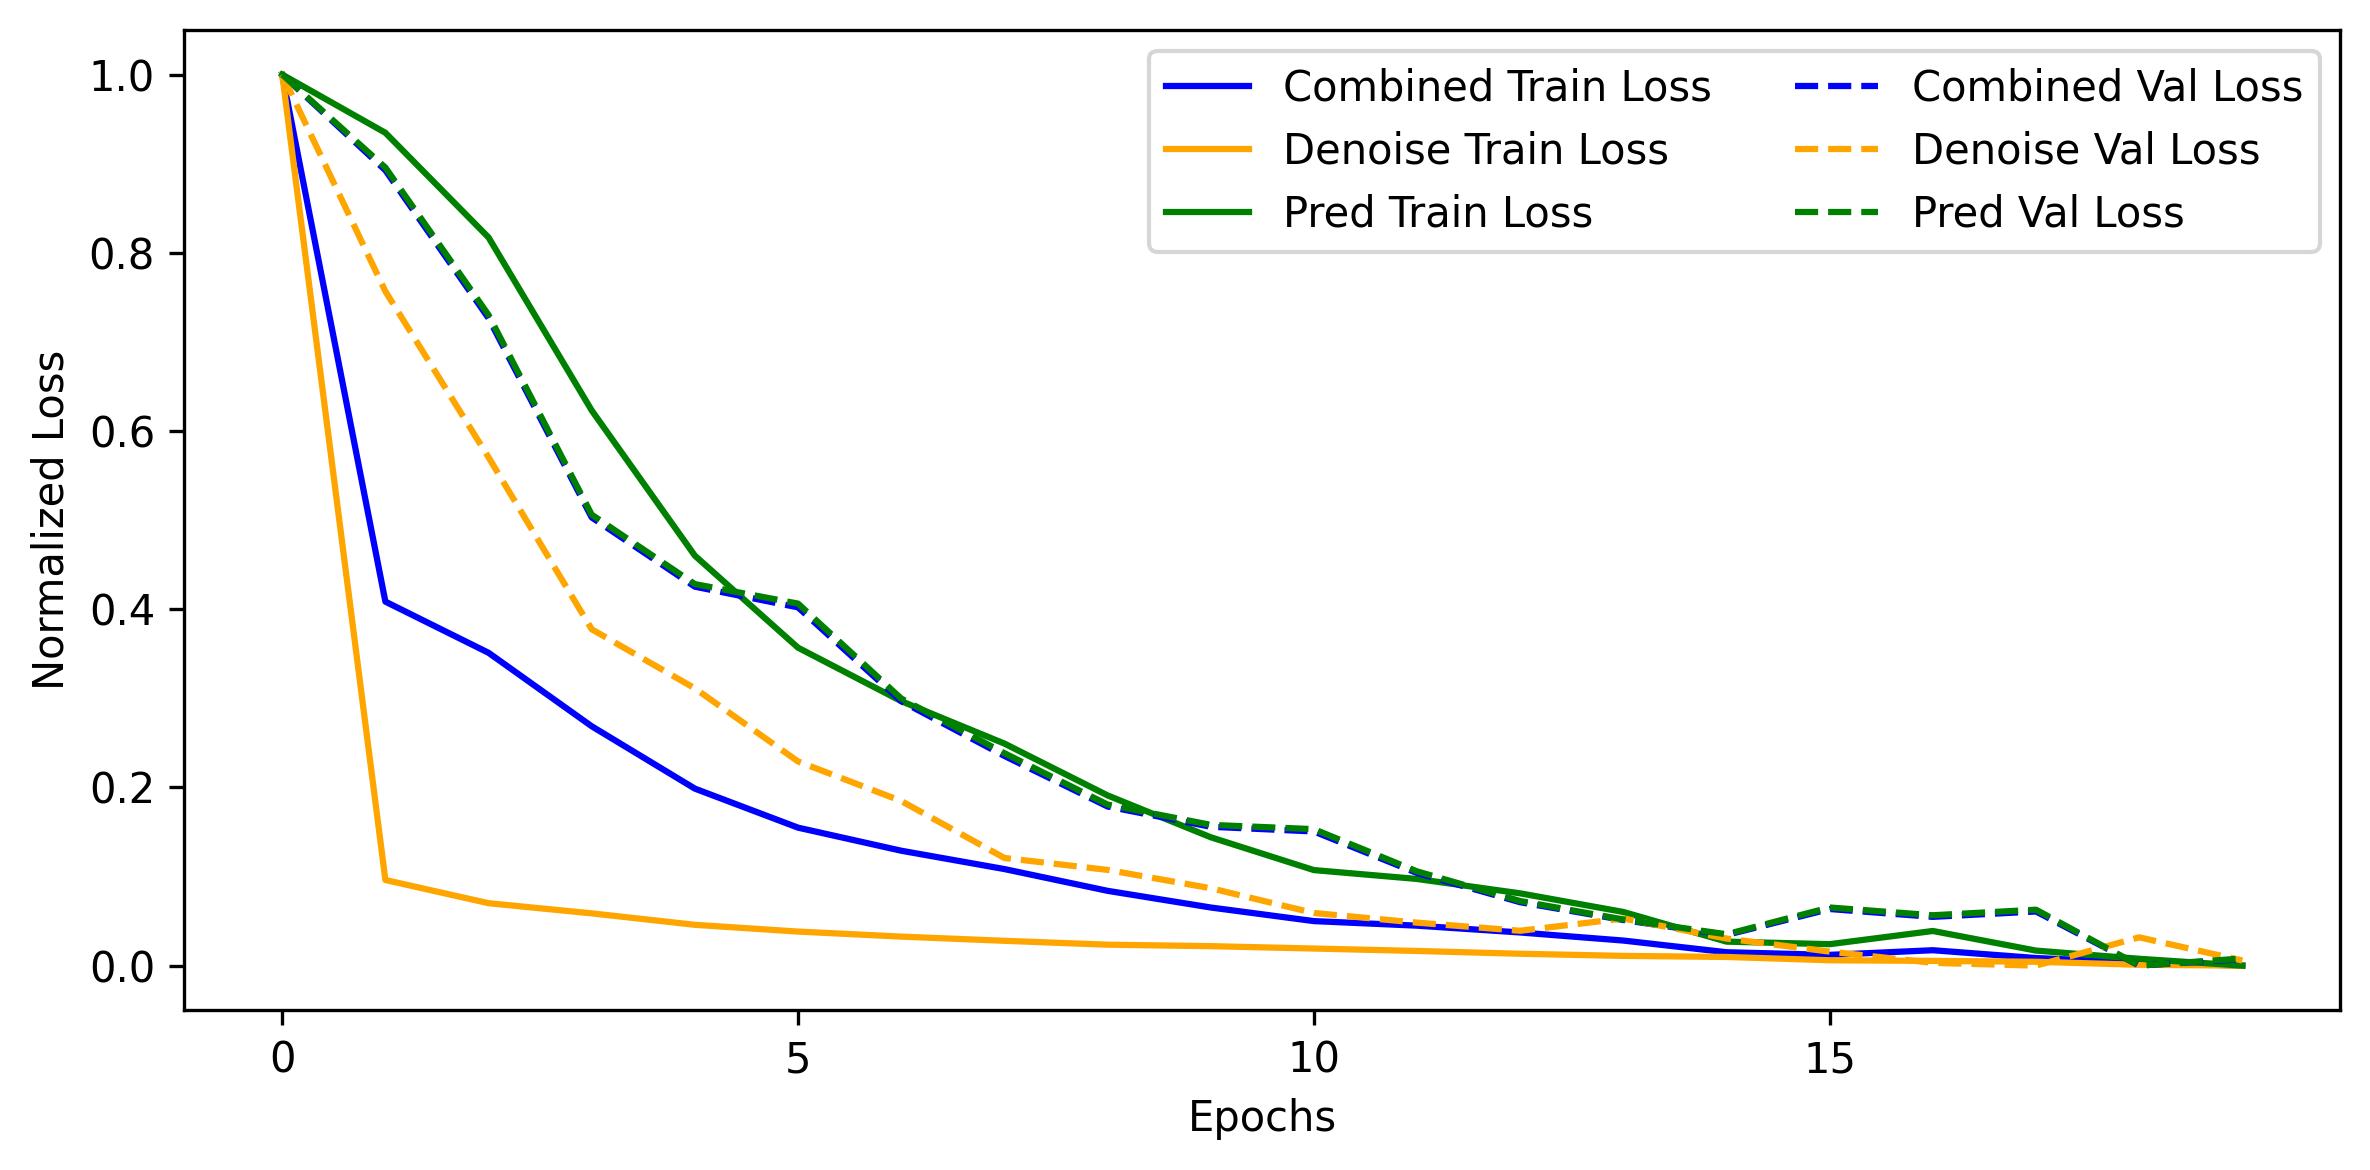 Normalized Loss
1.0
0.8
0.6
0.4
0.2
0.0
Combined Train Loss
Denoise Train Loss
Pred Train Loss
Combined Val Loss
Denoise Val Loss
Pred Val Loss
0 5 10 15
Epochs